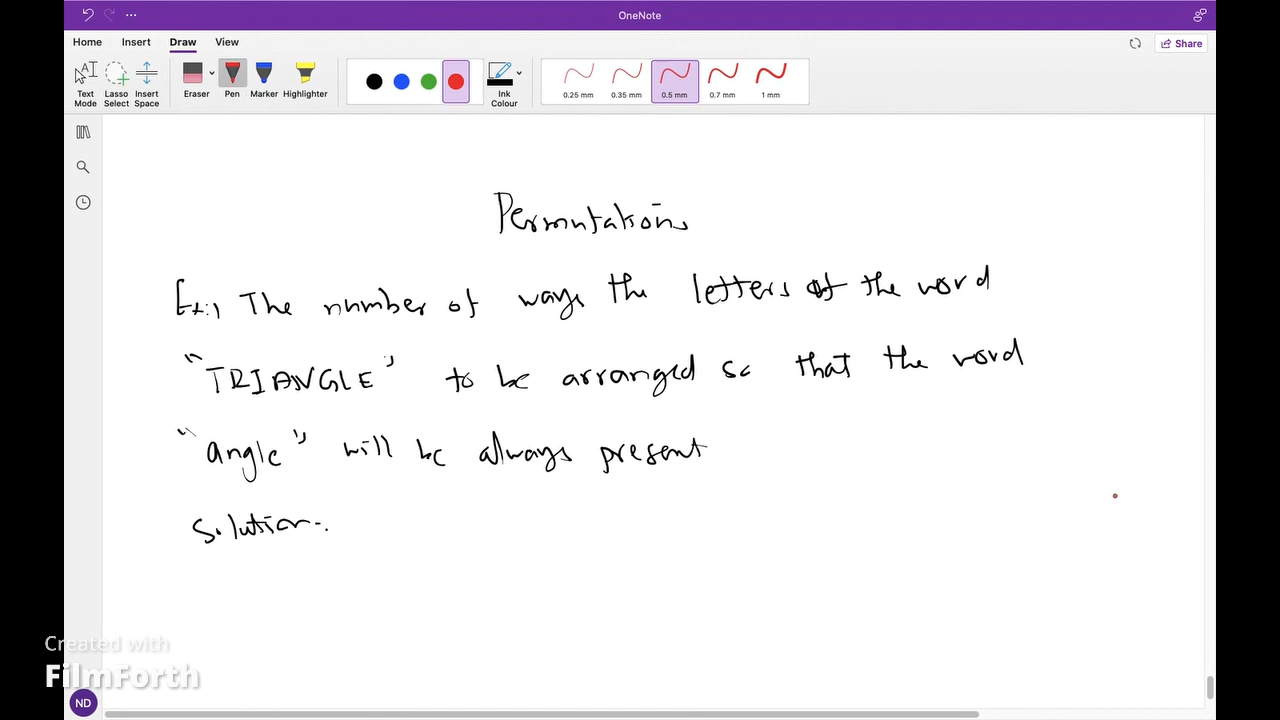 OneNote
Home Insert Draw View
Share
Text Mode
Lasso Select
Insert Space
Eraser
Pen
Marker
Highlighter
Ink Colour
0.25 mm
0.35 mm
0.5 mm
0.7 mm
1 mm
Permutations
Ex:1 The number of ways the letters of the word
"TRIANGLE" to be arranged so that the word
"angle" will be always present
Solution:-
Created with
FilmForth
ND